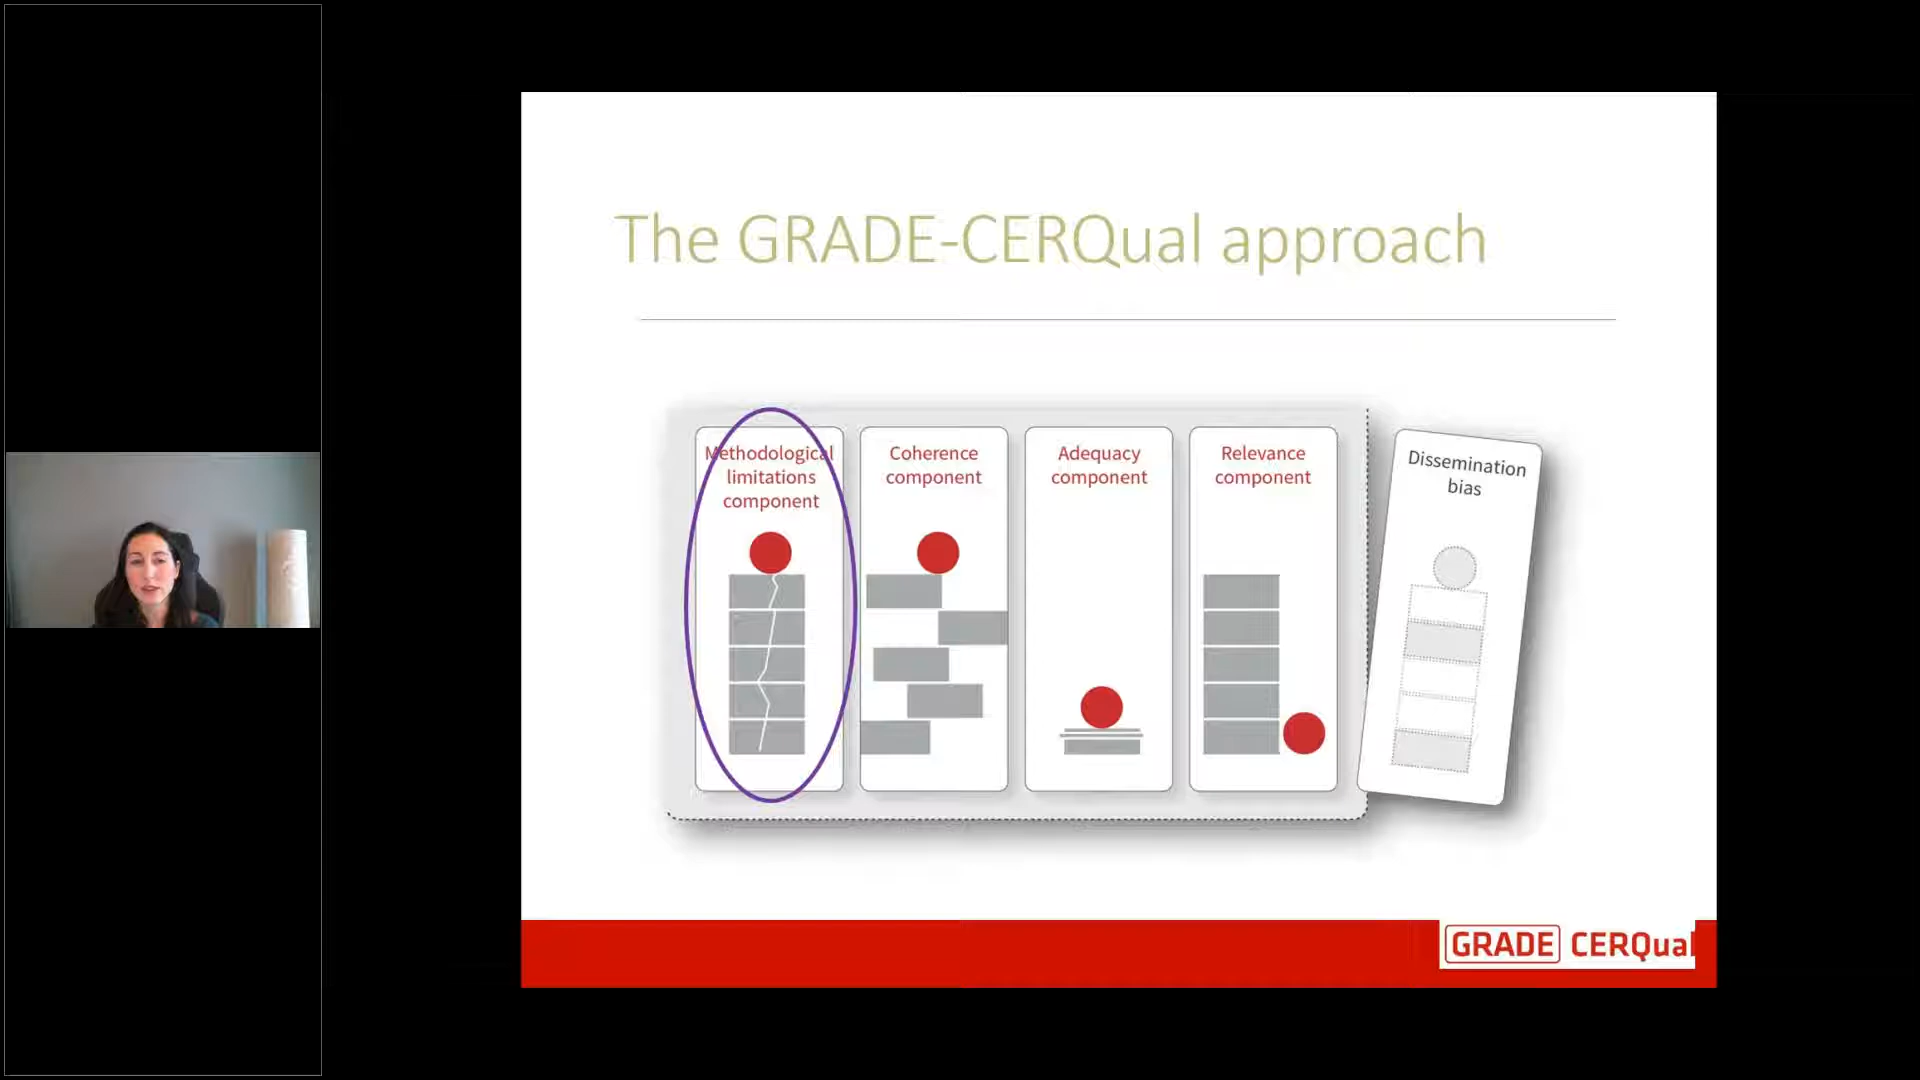 The GRADE-CERQual approach
Methodological
limitations
component
Coherence
component
Adequacy
component
Relevance
component
Dissemination
bias
GRADE CERQual